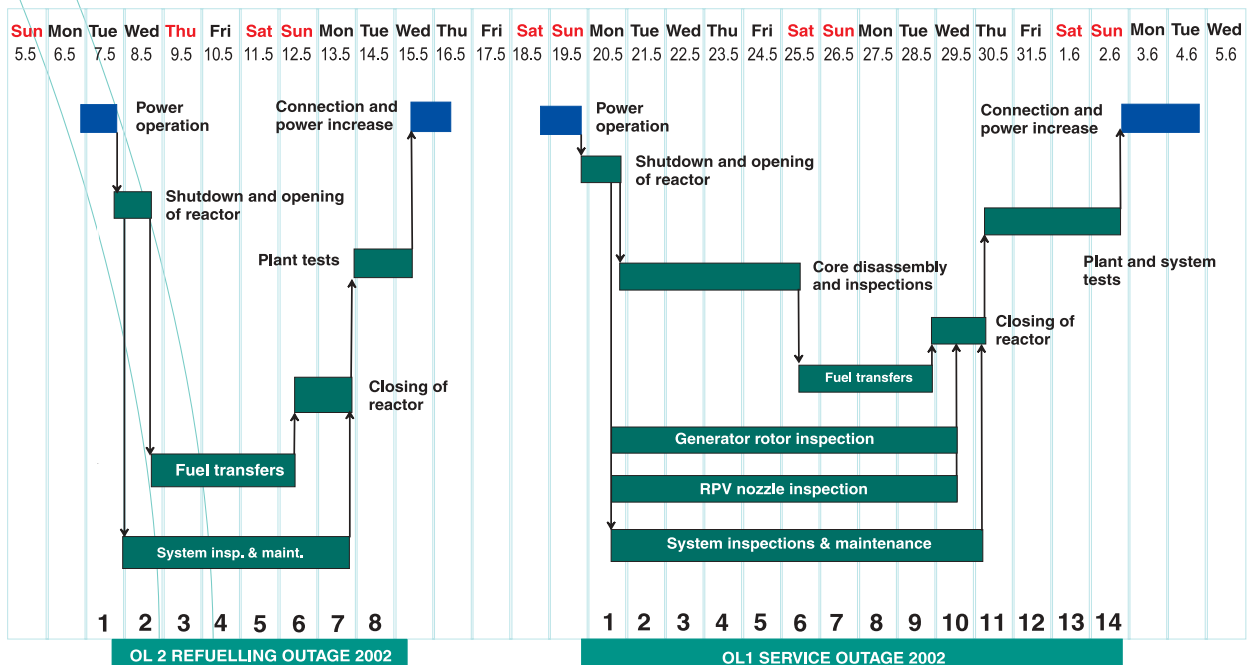 Sun Mon Tue Wed Thu Fri Sat Sun Mon Tue Wed Thu Fri Sat Sun Mon Tue Wed Thu Fri Sat Sun Mon Tue Wed Thu Fri Sat Sun Mon Tue Wed
5.5 6.5 7.5 8.5 9.5 10.5 11.5 12.5 13.5 14.5 15.5 16.5 17.5 18.5 19.5 20.5 21.5 22.5 23.5 24.5 25.5 26.5 27.5 28.5 29.5 30.5 31.5 1.6 2.6 3.6 4.6 5.6
Power
operation
Connection and
power increase
Shutdown and opening
of reactor
Plant tests
Closing of
reactor
Fuel transfers
System insp. & maint.
1 2 3 4 5 6 7 8
OL 2 REFUELLING OUTAGE 2002
Power
operation
Connection and
power increase
Shutdown and opening
of reactor
Core disassembly
and inspections
Plant and system
tests
Closing of
reactor
Fuel transfers
Generator rotor inspection
RPV nozzle inspection
System inspections & maintenance
1 2 3 4 5 6 7 8 9 10 11 12 13 14
OL1 SERVICE OUTAGE 2002